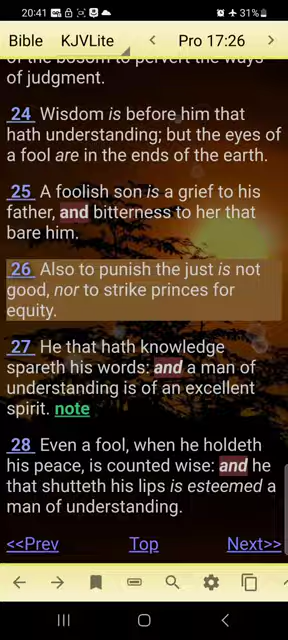 20:41
31%
Bible KJVLite Pro 17:26
of the bosom to pervert the ways
of judgment.
24 Wisdom is before him that
hath understanding; but the eyes of
a fool are in the ends of the earth.
25 A foolish son is a grief to his
father, and bitterness to her that
bare him.
26 Also to punish the just is not
good, nor to strike princes for
equity.
27 He that hath knowledge
spareth his words: and a man of
understanding is of an excellent
spirit. note
28 Even a fool, when he holdeth
his peace, is counted wise: and he
that shutteth his lips is esteemed a
man of understanding.
<<Prev Top Next>>